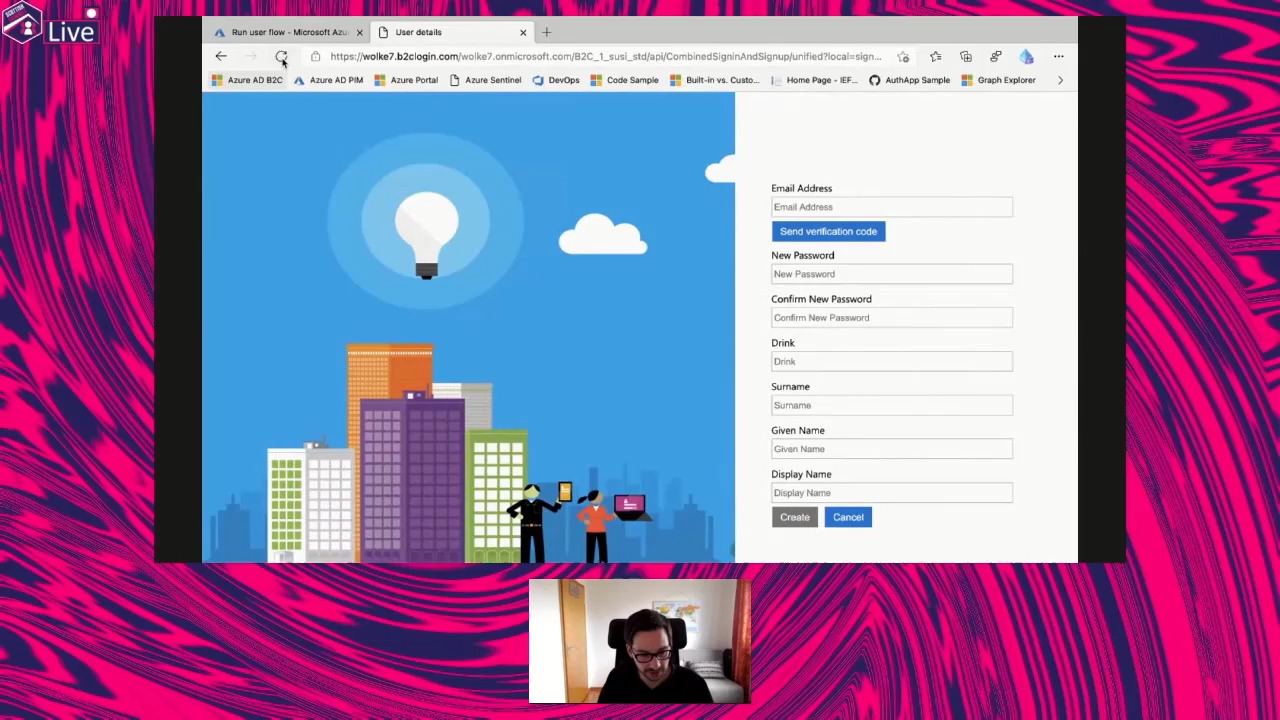 Live
Run user flow - Microsoft Azu
User details
https://wolke7.b2clogin.com/wolke7.onmicrosoft.com/B2C_1_susi_std/api/CombinedSigninAndSignup/unified?local=sign...
Azure AD B2C
Azure AD PIM
Azure Portal
Azure Sentinel
DevOps
Code Sample
Built-in vs. Custo...
Home Page - IEF...
AuthApp Sample
Graph Explorer
Email Address
Email Address
Send verification code
New Password
New Password
Confirm New Password
Confirm New Password
Drink
Drink
Surname
Surname
Given Name
Given Name
Display Name
Display Name
Create
Cancel